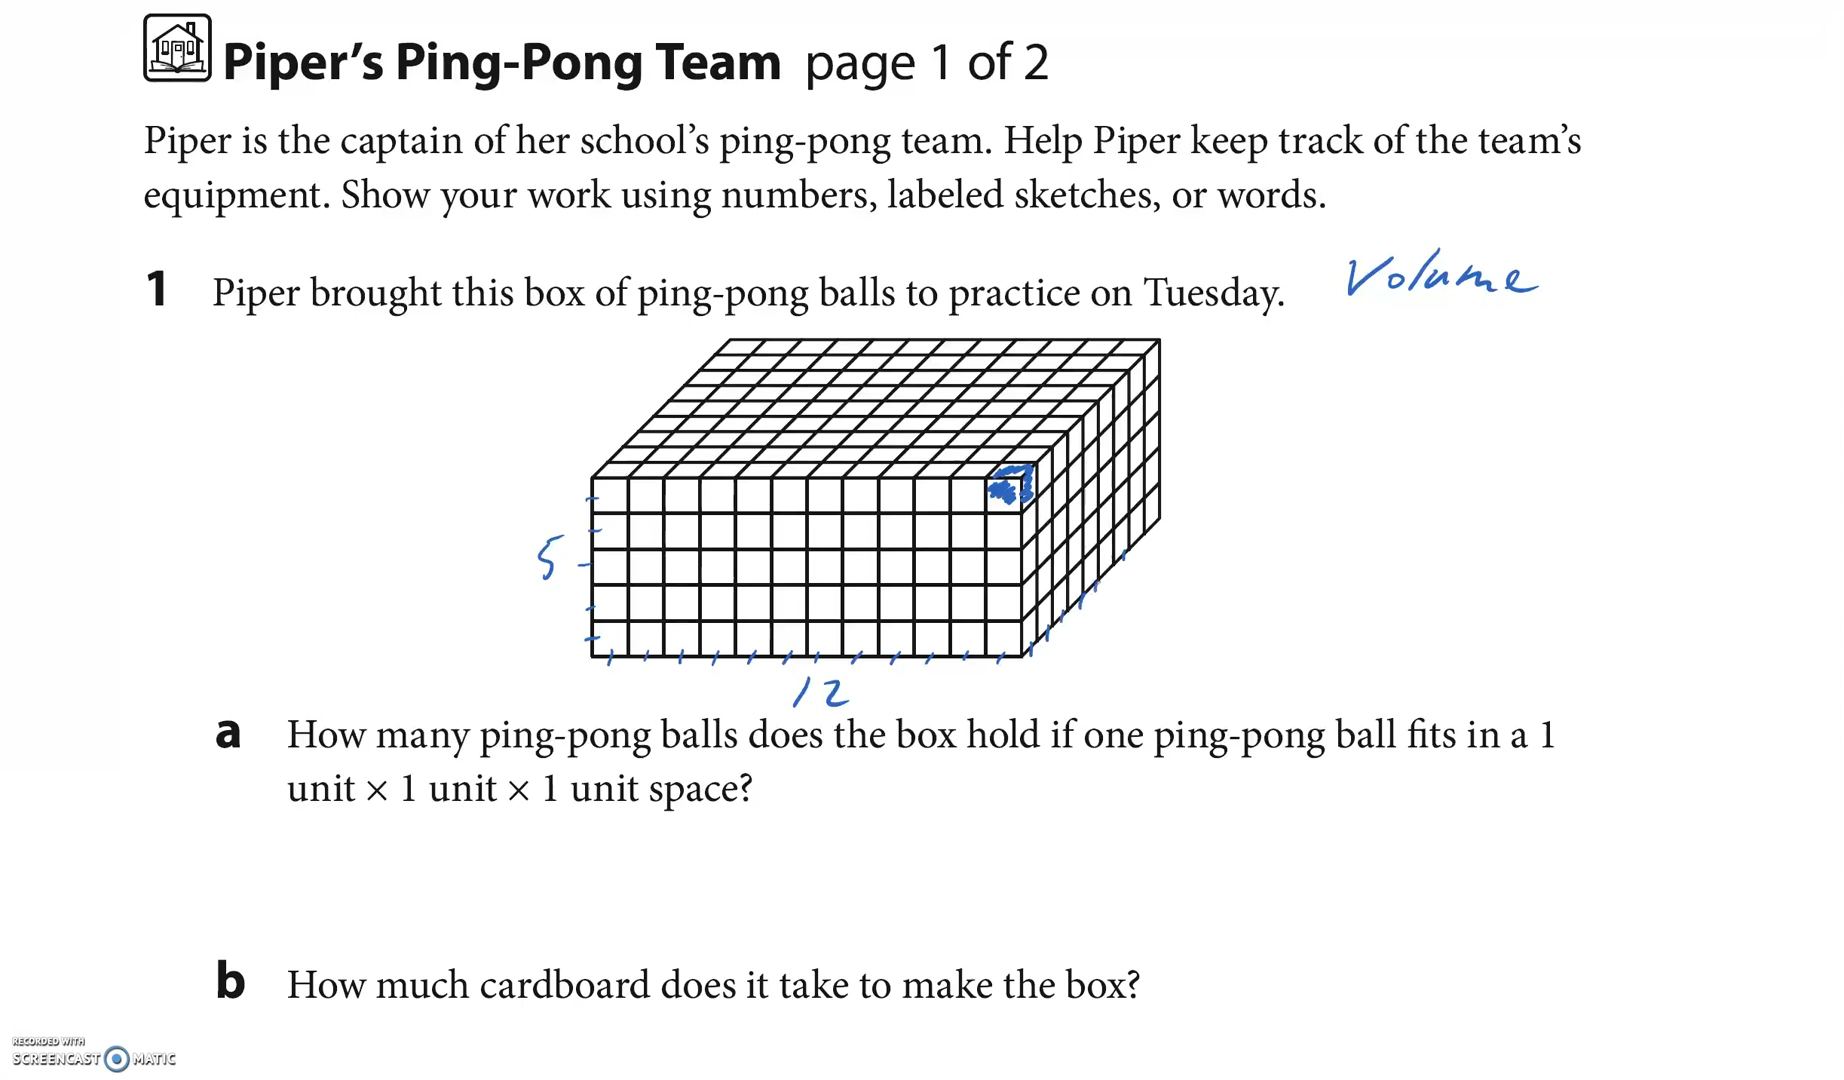 Piper’s Ping-Pong Team page 1 of 2
Piper is the captain of her school’s ping-pong team. Help Piper keep track of the team’s
equipment. Show your work using numbers, labeled sketches, or words.
1 Piper brought this box of ping-pong balls to practice on Tuesday. Volume
5
12
a How many ping-pong balls does the box hold if one ping-pong ball fits in a 1
unit × 1 unit × 1 unit space?
b How much cardboard does it take to make the box?
RECORDED WITH
SCREENCAST MATIC